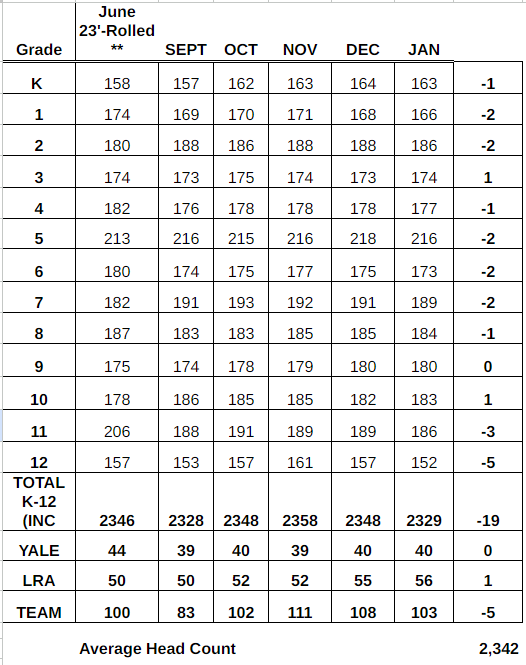 June
23'-Rolled
Grade ** SEPT OCT NOV DEC JAN
K 158 157 162 163 164 163 -1
1 174 169 170 171 168 166 -2
2 180 188 186 188 188 186 -2
3 174 173 175 174 173 174 1
4 182 176 178 178 178 177 -1
5 213 216 215 216 218 216 -2
6 180 174 175 177 175 173 -2
7 182 191 193 192 191 189 -2
8 187 183 183 185 185 184 -1
9 175 174 178 179 180 180 0
10 178 186 185 185 182 183 1
11 206 188 191 189 189 186 -3
12 157 153 157 161 157 152 -5
TOTAL
K-12
(INC 2346 2328 2348 2358 2348 2329 -19
YALE 44 39 40 39 40 40 0
LRA 50 50 52 52 55 56 1
TEAM 100 83 102 111 108 103 -5
Average Head Count 2,342